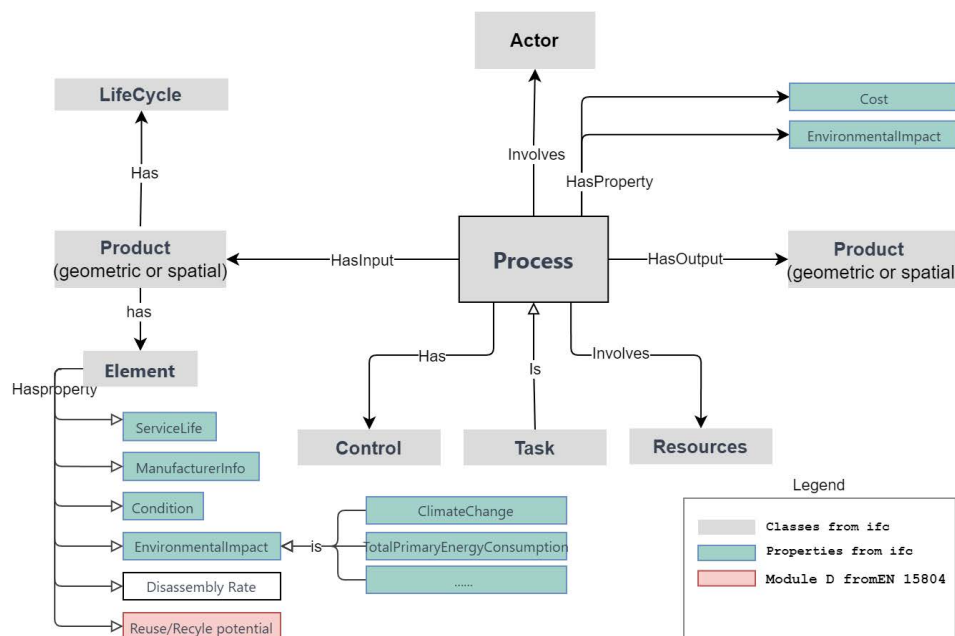 Actor
LifeCycle
Cost
EnvironmentalImpact
Involves
HasProperty
Has
Product
(geometric or spatial)
HasInput
Process
HasOutput
Product
(geometric or spatial)
has
Has
Involves
Is
Element
Hasproperty
ServiceLife
Control
Task
Resources
ManufacturerInfo
Condition
EnvironmentalImpact
is
ClimateChange
TotalPrimaryEnergyConsumption
......
Disassembly Rate
Reuse/Recyle potential
Legend
Classes from ifc
Properties from ifc
Module D fromEN 15804